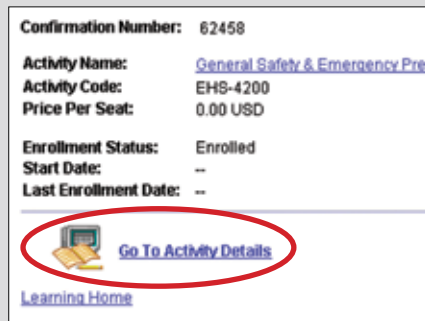 Confirmation Number: 62458
Activity Name: General Safety & Emergency Pre
Activity Code: EHS-4200
Price Per Seat: 0.00 USD
Enrollment Status: Enrolled
Start Date: --
Last Enrollment Date: --
Go To Activity Details
Learning Home